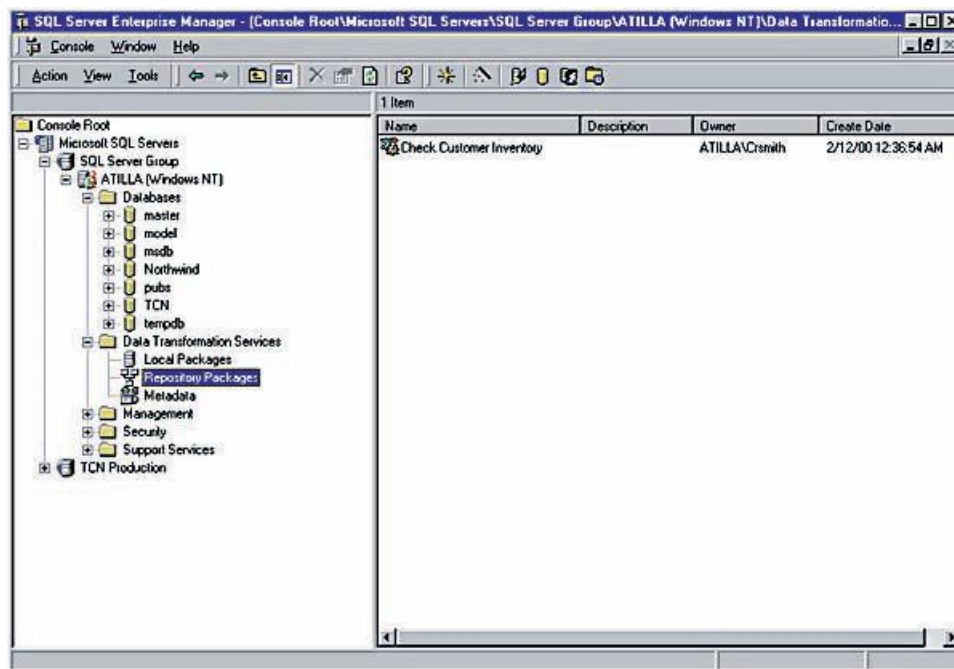 SQL Server Enterprise Manager - [Console Root\Microsoft SQL Servers\SQL Server Group\ATILLA (Windows NT)\Data Transformatio...
Console Window Help
Action View Tools
1 Item
Console Root
Microsoft SQL Servers
SQL Server Group
ATILLA (Windows NT)
Databases
master
model
msdb
Northwind
pubs
TCN
tempdb
Data Transformation Services
Local Packages
Repository Packages
Metadata
Management
Security
Support Services
TCN Production
Name Description Owner Create Date
Check Customer Inventory ATILLA\Crsmith 2/12/00 12:36:54 AM